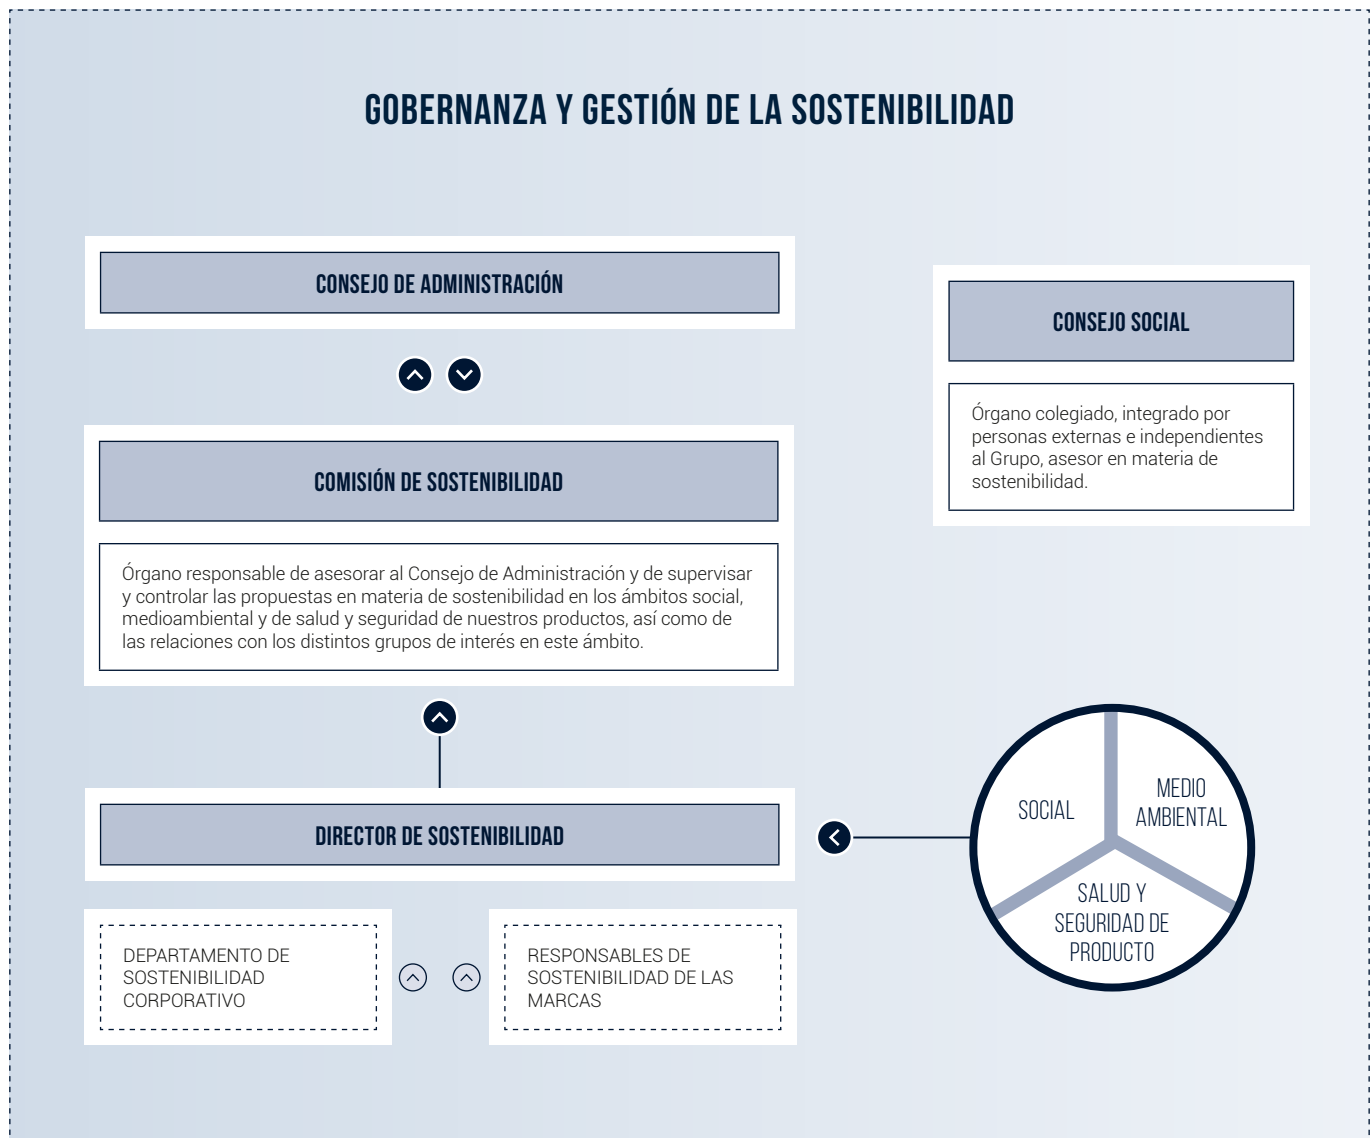 GOBERNANZA Y GESTIÓN DE LA SOSTENIBILIDAD
CONSEJO DE ADMINISTRACIÓN
COMISIÓN DE SOSTENIBILIDAD
Órgano responsable de asesorar al Consejo de Administración y de supervisar
y controlar las propuestas en materia de sostenibilidad en los ámbitos social,
medioambiental y de salud y seguridad de nuestros productos, así como de
las relaciones con los distintos grupos de interés en este ámbito.
CONSEJO SOCIAL
Órgano colegiado, integrado por
personas externas e independientes
al Grupo, asesor en materia de
sostenibilidad.
DIRECTOR DE SOSTENIBILIDAD
DEPARTAMENTO DE
SOSTENIBILIDAD
CORPORATIVO
RESPONSABLES DE
SOSTENIBILIDAD DE LAS
MARCAS
SOCIAL
MEDIO
AMBIENTAL
SALUD Y
SEGURIDAD DE
PRODUCTO